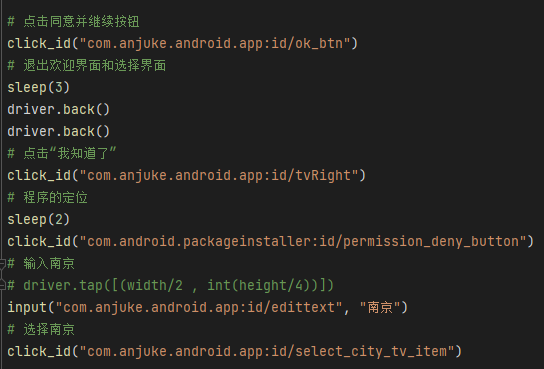 # 点击同意并继续按钮
click_id("com.anjuke.android.app:id/ok_btn")
# 退出欢迎界面和选择界面
sleep(3)
driver.back()
driver.back()
# 点击“我知道了”
click_id("com.anjuke.android.app:id/tvRight")
# 程序的定位
sleep(2)
click_id("com.android.packageinstaller:id/permission_deny_button")
# 输入南京
# driver.tap([(width/2 , int(height/4))])
input("com.anjuke.android.app:id/edittext", "南京")
# 选择南京
click_id("com.anjuke.android.app:id/select_city_tv_item")